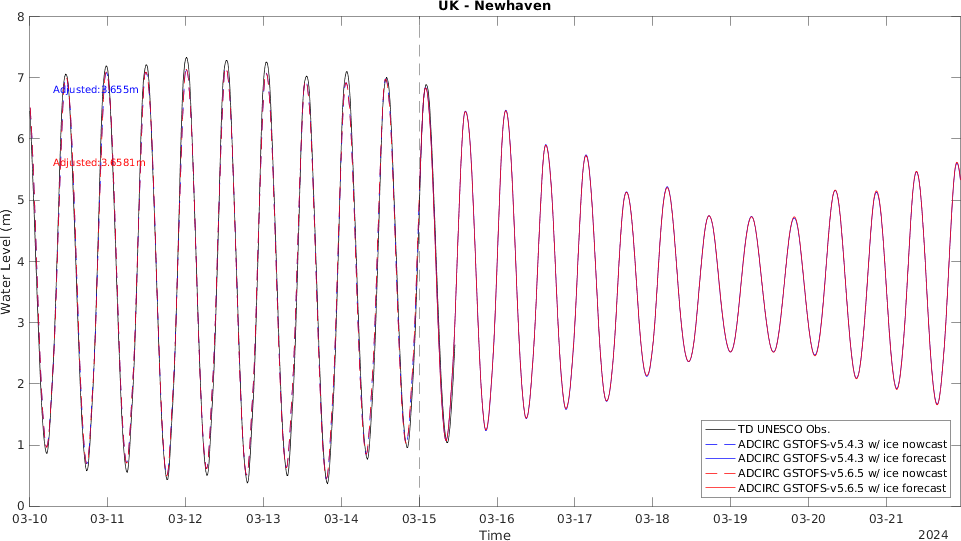 UK - Newhaven
8
7
6
5
4
3
2
1
0
Water Level (m)
Adjusted:3.655m
Adjusted:3.6581m
TD UNESCO Obs.
ADCIRC GSTOFS-v5.4.3 w/ ice nowcast
ADCIRC GSTOFS-v5.4.3 w/ ice forecast
ADCIRC GSTOFS-v5.6.5 w/ ice nowcast
ADCIRC GSTOFS-v5.6.5 w/ ice forecast
03-10 03-11 03-12 03-13 03-14 03-15 03-16 03-17 03-18 03-19 03-20 03-21
Time
2024